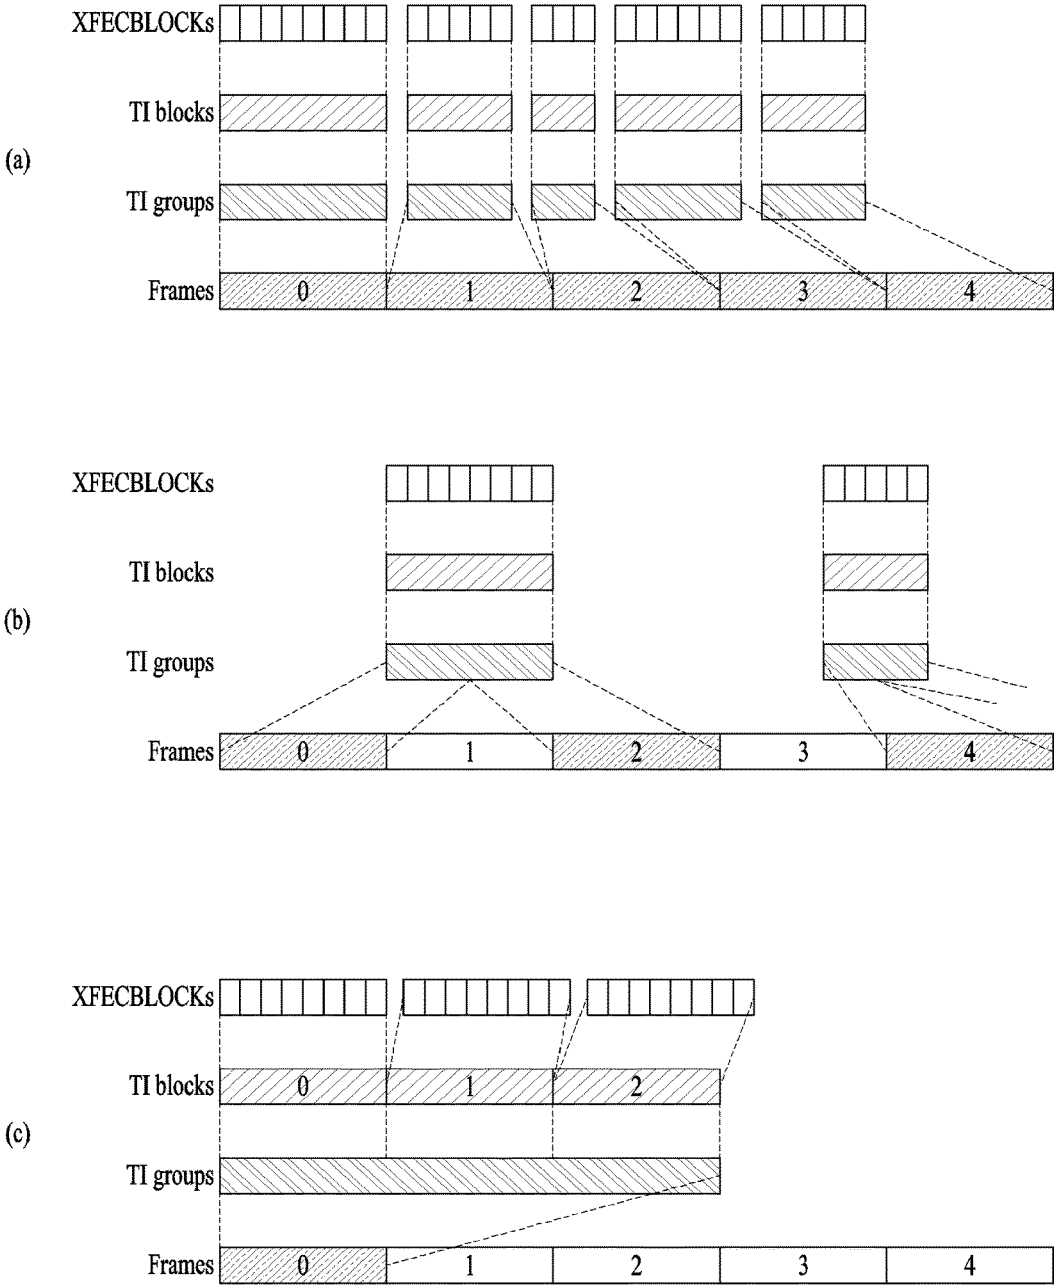 XFECBLOCKs
TI blocks
(a)
TI groups
Frames 0 1 2 3 4
XFECBLOCKs
TI blocks
(b)
TI groups
Frames 0 1 2 3 4
XFECBLOCKs
TI blocks 0 1 2
(c)
TI groups
Frames 0 1 2 3 4